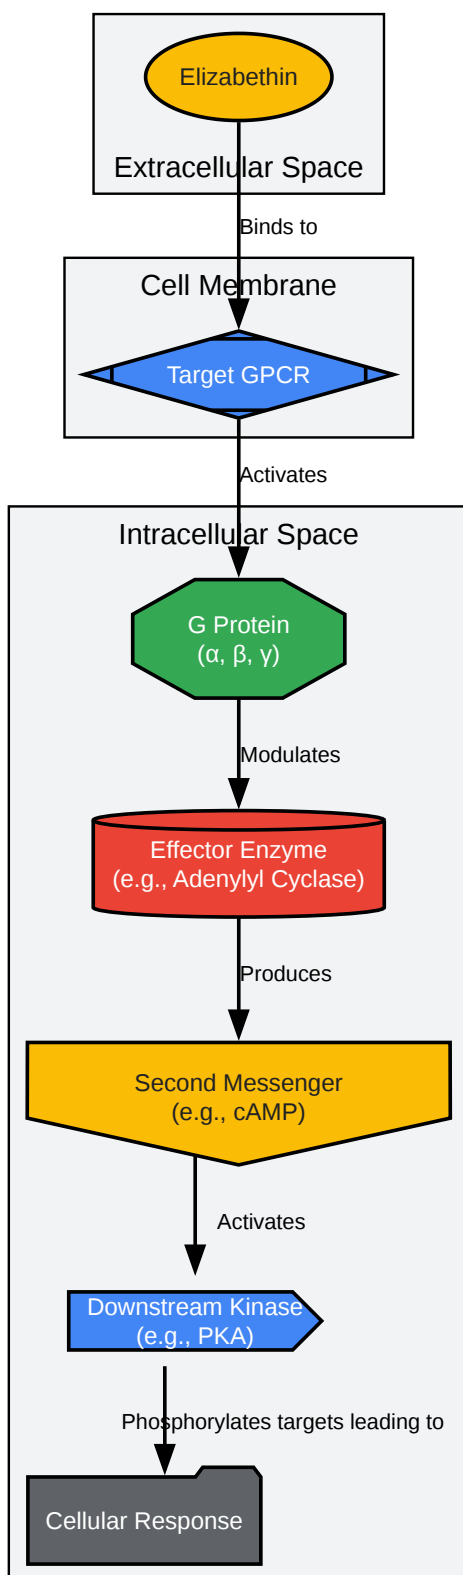 Elizabethin
Extracellular Space
Binds to
Cell Membrane
Target GPCR
Activates
Intracellular Space
G Protein
(α, β, γ)
Modulates
Effector Enzyme
(e.g., Adenylyl Cyclase)
Produces
Second Messenger
(e.g., cAMP)
Activates
Downstream Kinase
(e.g., PKA)
Phosphorylates targets leading to
Cellular Response